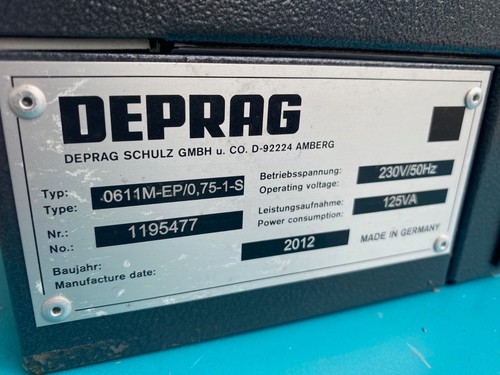 DEPRAG
DEPRAG SCHULZ GMBH u. CO. D-92224 AMBERG
Typ:
Type:
0611M-EP/0,75-1-S
Nr.:
No.:
1195477
Baujahr:
Manufacture date:
2012
Betriebsspannung:
Operating voltage:
230V/50Hz
Leistungsaufnahme:
Power consumption:
125VA
MADE IN GERMANY